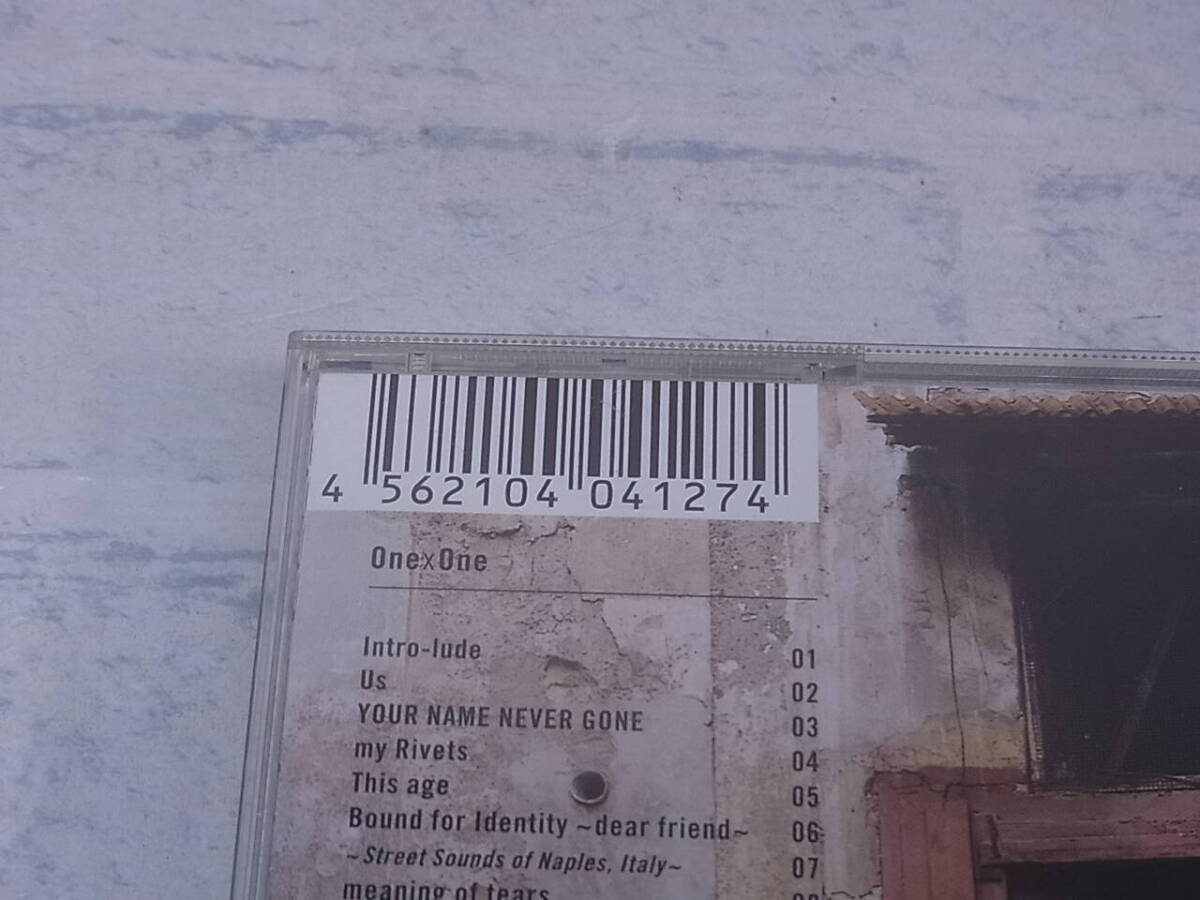 4 562104 041274
One×One
Intro-lude 01
Us 02
YOUR NAME NEVER GONE 03
my Rivets 04
This age 05
Bound for Identity ~dear friend~ 06
~Street Sounds of Naples, Italy~ 07
meaning of tears 08